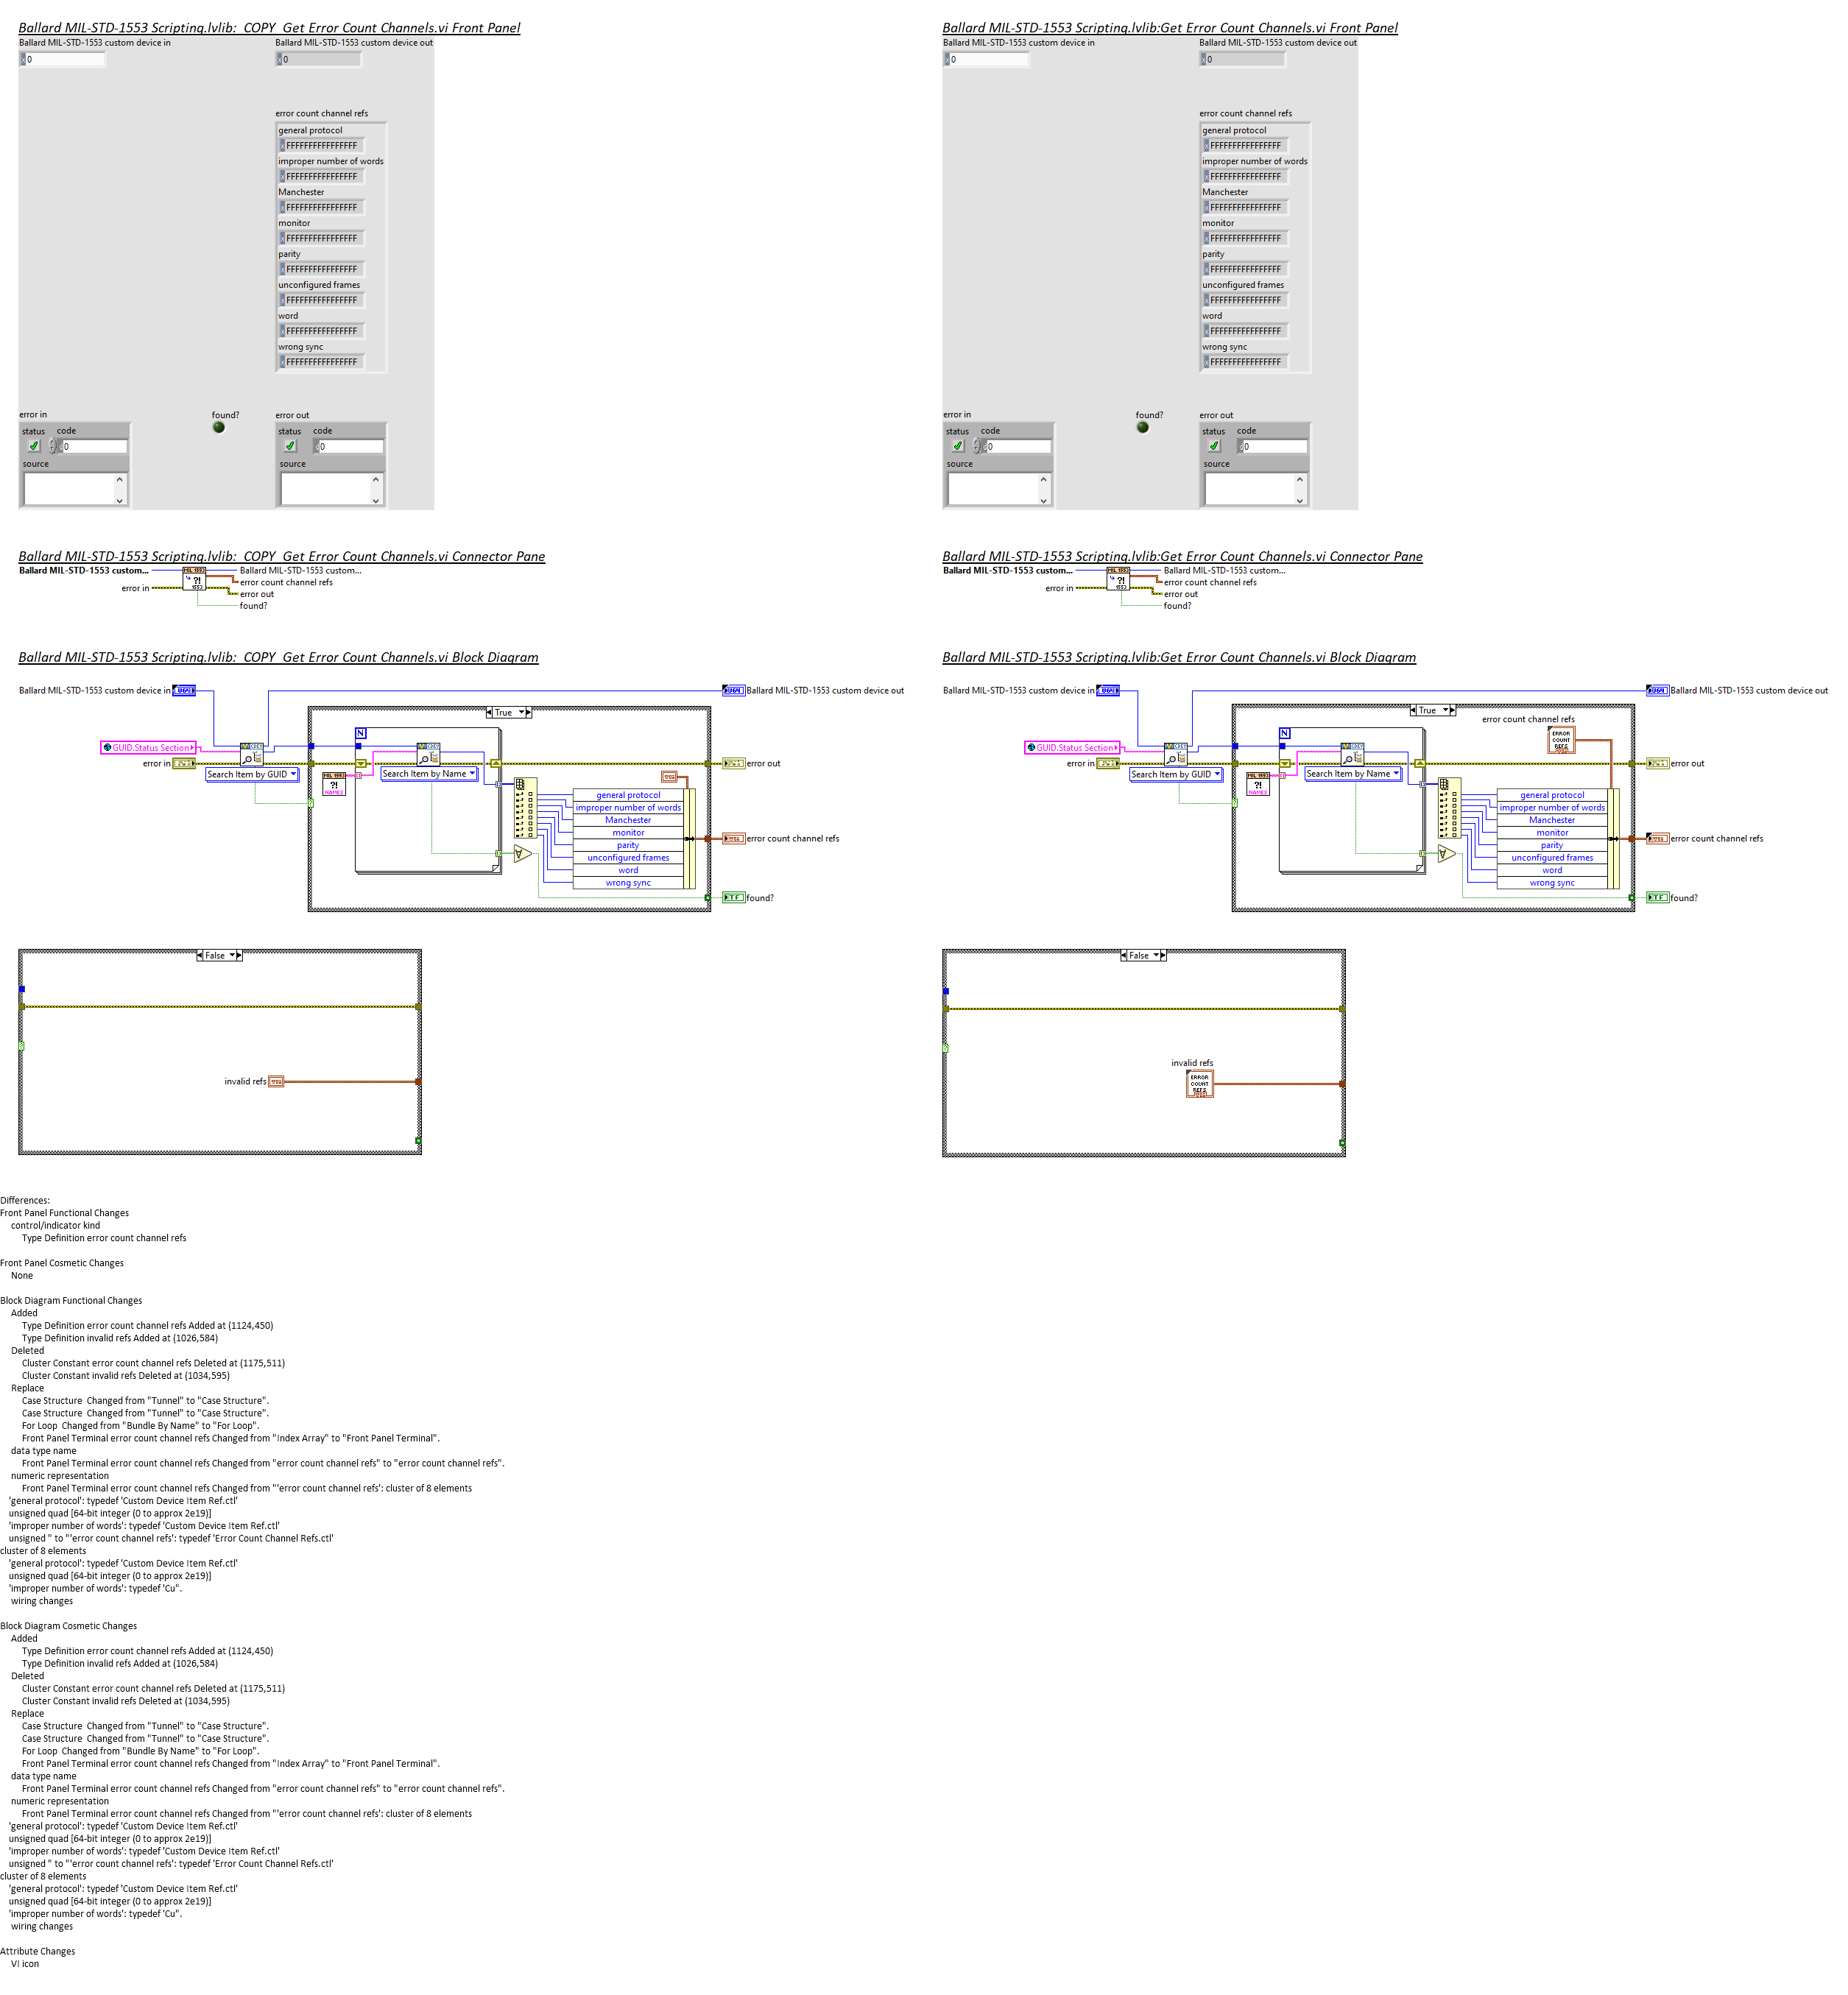 Ballard MIL-STD-1553 Scripting.lvlib:_COPY_Get Error Count Channels.vi Front Panel
Ballard MIL-STD-1553 custom device in
Ballard MIL-STD-1553 custom device out
x 0
x 0
error count channel refs
general protocol
x FFFFFFFFFFFFFFFF
improper number of words
x FFFFFFFFFFFFFFFF
Manchester
x FFFFFFFFFFFFFFFF
monitor
x FFFFFFFFFFFFFFFF
parity
x FFFFFFFFFFFFFFFF
unconfigured frames
x FFFFFFFFFFFFFFFF
word
x FFFFFFFFFFFFFFFF
wrong sync
x FFFFFFFFFFFFFFFF
error in
found?
error out
status code
0
source
status code
0
source
Ballard MIL-STD-1553 Scripting.lvlib:Get Error Count Channels.vi Front Panel
Ballard MIL-STD-1553 custom device in
Ballard MIL-STD-1553 custom device out
x 0
x 0
error count channel refs
general protocol
x FFFFFFFFFFFFFFFF
improper number of words
x FFFFFFFFFFFFFFFF
Manchester
x FFFFFFFFFFFFFFFF
monitor
x FFFFFFFFFFFFFFFF
parity
x FFFFFFFFFFFFFFFF
unconfigured frames
x FFFFFFFFFFFFFFFF
word
x FFFFFFFFFFFFFFFF
wrong sync
x FFFFFFFFFFFFFFFF
error in
found?
error out
status code
0
source
status code
0
source
Ballard MIL-STD-1553 Scripting.lvlib:_COPY_Get Error Count Channels.vi Connector Pane
Ballard MIL-STD-1553 custom...
MIL 1553
?!
1553
Ballard MIL-STD-1553 custom...
error count channel refs
error in
error out
found?
Ballard MIL-STD-1553 Scripting.lvlib:Get Error Count Channels.vi Connector Pane
Ballard MIL-STD-1553 custom...
MIL 1553
?!
1553
Ballard MIL-STD-1553 custom...
error count channel refs
error in
error out
found?
Ballard MIL-STD-1553 Scripting.lvlib:_COPY_Get Error Count Channels.vi Block Diagram
Ballard MIL-STD-1553 custom device in
Ballard MIL-STD-1553 custom device out
True
N
GUID.Status Section
error in
Search Item by GUID
Search Item by Name
MIL 1553
?!
NAMES
error out
general protocol
improper number of words
Manchester
monitor
parity
unconfigured frames
word
wrong sync
error count channel refs
TF
found?
False
invalid refs
Ballard MIL-STD-1553 Scripting.lvlib:Get Error Count Channels.vi Block Diagram
Ballard MIL-STD-1553 custom device in
Ballard MIL-STD-1553 custom device out
True
error count channel refs
ERROR
COUNT
REFS
N
GUID.Status Section
error in
Search Item by GUID
Search Item by Name
MIL 1553
?!
NAMES
error out
general protocol
improper number of words
Manchester
monitor
parity
unconfigured frames
word
wrong sync
error count channel refs
TF
found?
False
invalid refs
ERROR
COUNT
REFS
Differences:
Front Panel Functional Changes
control/indicator kind
Type Definition error count channel refs
Front Panel Cosmetic Changes
None
Block Diagram Functional Changes
Added
Type Definition error count channel refs Added at (1124,450)
Type Definition invalid refs Added at (1026,584)
Deleted
Cluster Constant error count channel refs Deleted at (1175,511)
Cluster Constant invalid refs Deleted at (1034,595)
Replace
Case Structure  Changed from "Tunnel" to "Case Structure".
Case Structure  Changed from "Tunnel" to "Case Structure".
For Loop  Changed from "Bundle By Name" to "For Loop".
Front Panel Terminal error count channel refs Changed from "Index Array" to "Front Panel Terminal".
data type name
Front Panel Terminal error count channel refs Changed from "error count channel refs" to "error count channel refs".
numeric representation
Front Panel Terminal error count channel refs Changed from "'error count channel refs': cluster of 8 elements
'general protocol': typedef 'Custom Device Item Ref.ctl'
unsigned quad [64-bit integer (0 to approx 2e19)]
'improper number of words': typedef 'Custom Device Item Ref.ctl'
unsigned " to "'error count channel refs': typedef 'Error Count Channel Refs.ctl'
cluster of 8 elements
'general protocol': typedef 'Custom Device Item Ref.ctl'
unsigned quad [64-bit integer (0 to approx 2e19)]
'improper number of words': typedef 'Cu".
wiring changes
Block Diagram Cosmetic Changes
Added
Type Definition error count channel refs Added at (1124,450)
Type Definition invalid refs Added at (1026,584)
Deleted
Cluster Constant error count channel refs Deleted at (1175,511)
Cluster Constant invalid refs Deleted at (1034,595)
Replace
Case Structure  Changed from "Tunnel" to "Case Structure".
Case Structure  Changed from "Tunnel" to "Case Structure".
For Loop  Changed from "Bundle By Name" to "For Loop".
Front Panel Terminal error count channel refs Changed from "Index Array" to "Front Panel Terminal".
data type name
Front Panel Terminal error count channel refs Changed from "error count channel refs" to "error count channel refs".
numeric representation
Front Panel Terminal error count channel refs Changed from "'error count channel refs': cluster of 8 elements
'general protocol': typedef 'Custom Device Item Ref.ctl'
unsigned quad [64-bit integer (0 to approx 2e19)]
'improper number of words': typedef 'Custom Device Item Ref.ctl'
unsigned " to "'error count channel refs': typedef 'Error Count Channel Refs.ctl'
cluster of 8 elements
'general protocol': typedef 'Custom Device Item Ref.ctl'
unsigned quad [64-bit integer (0 to approx 2e19)]
'improper number of words': typedef 'Cu".
wiring changes
Attribute Changes
VI icon